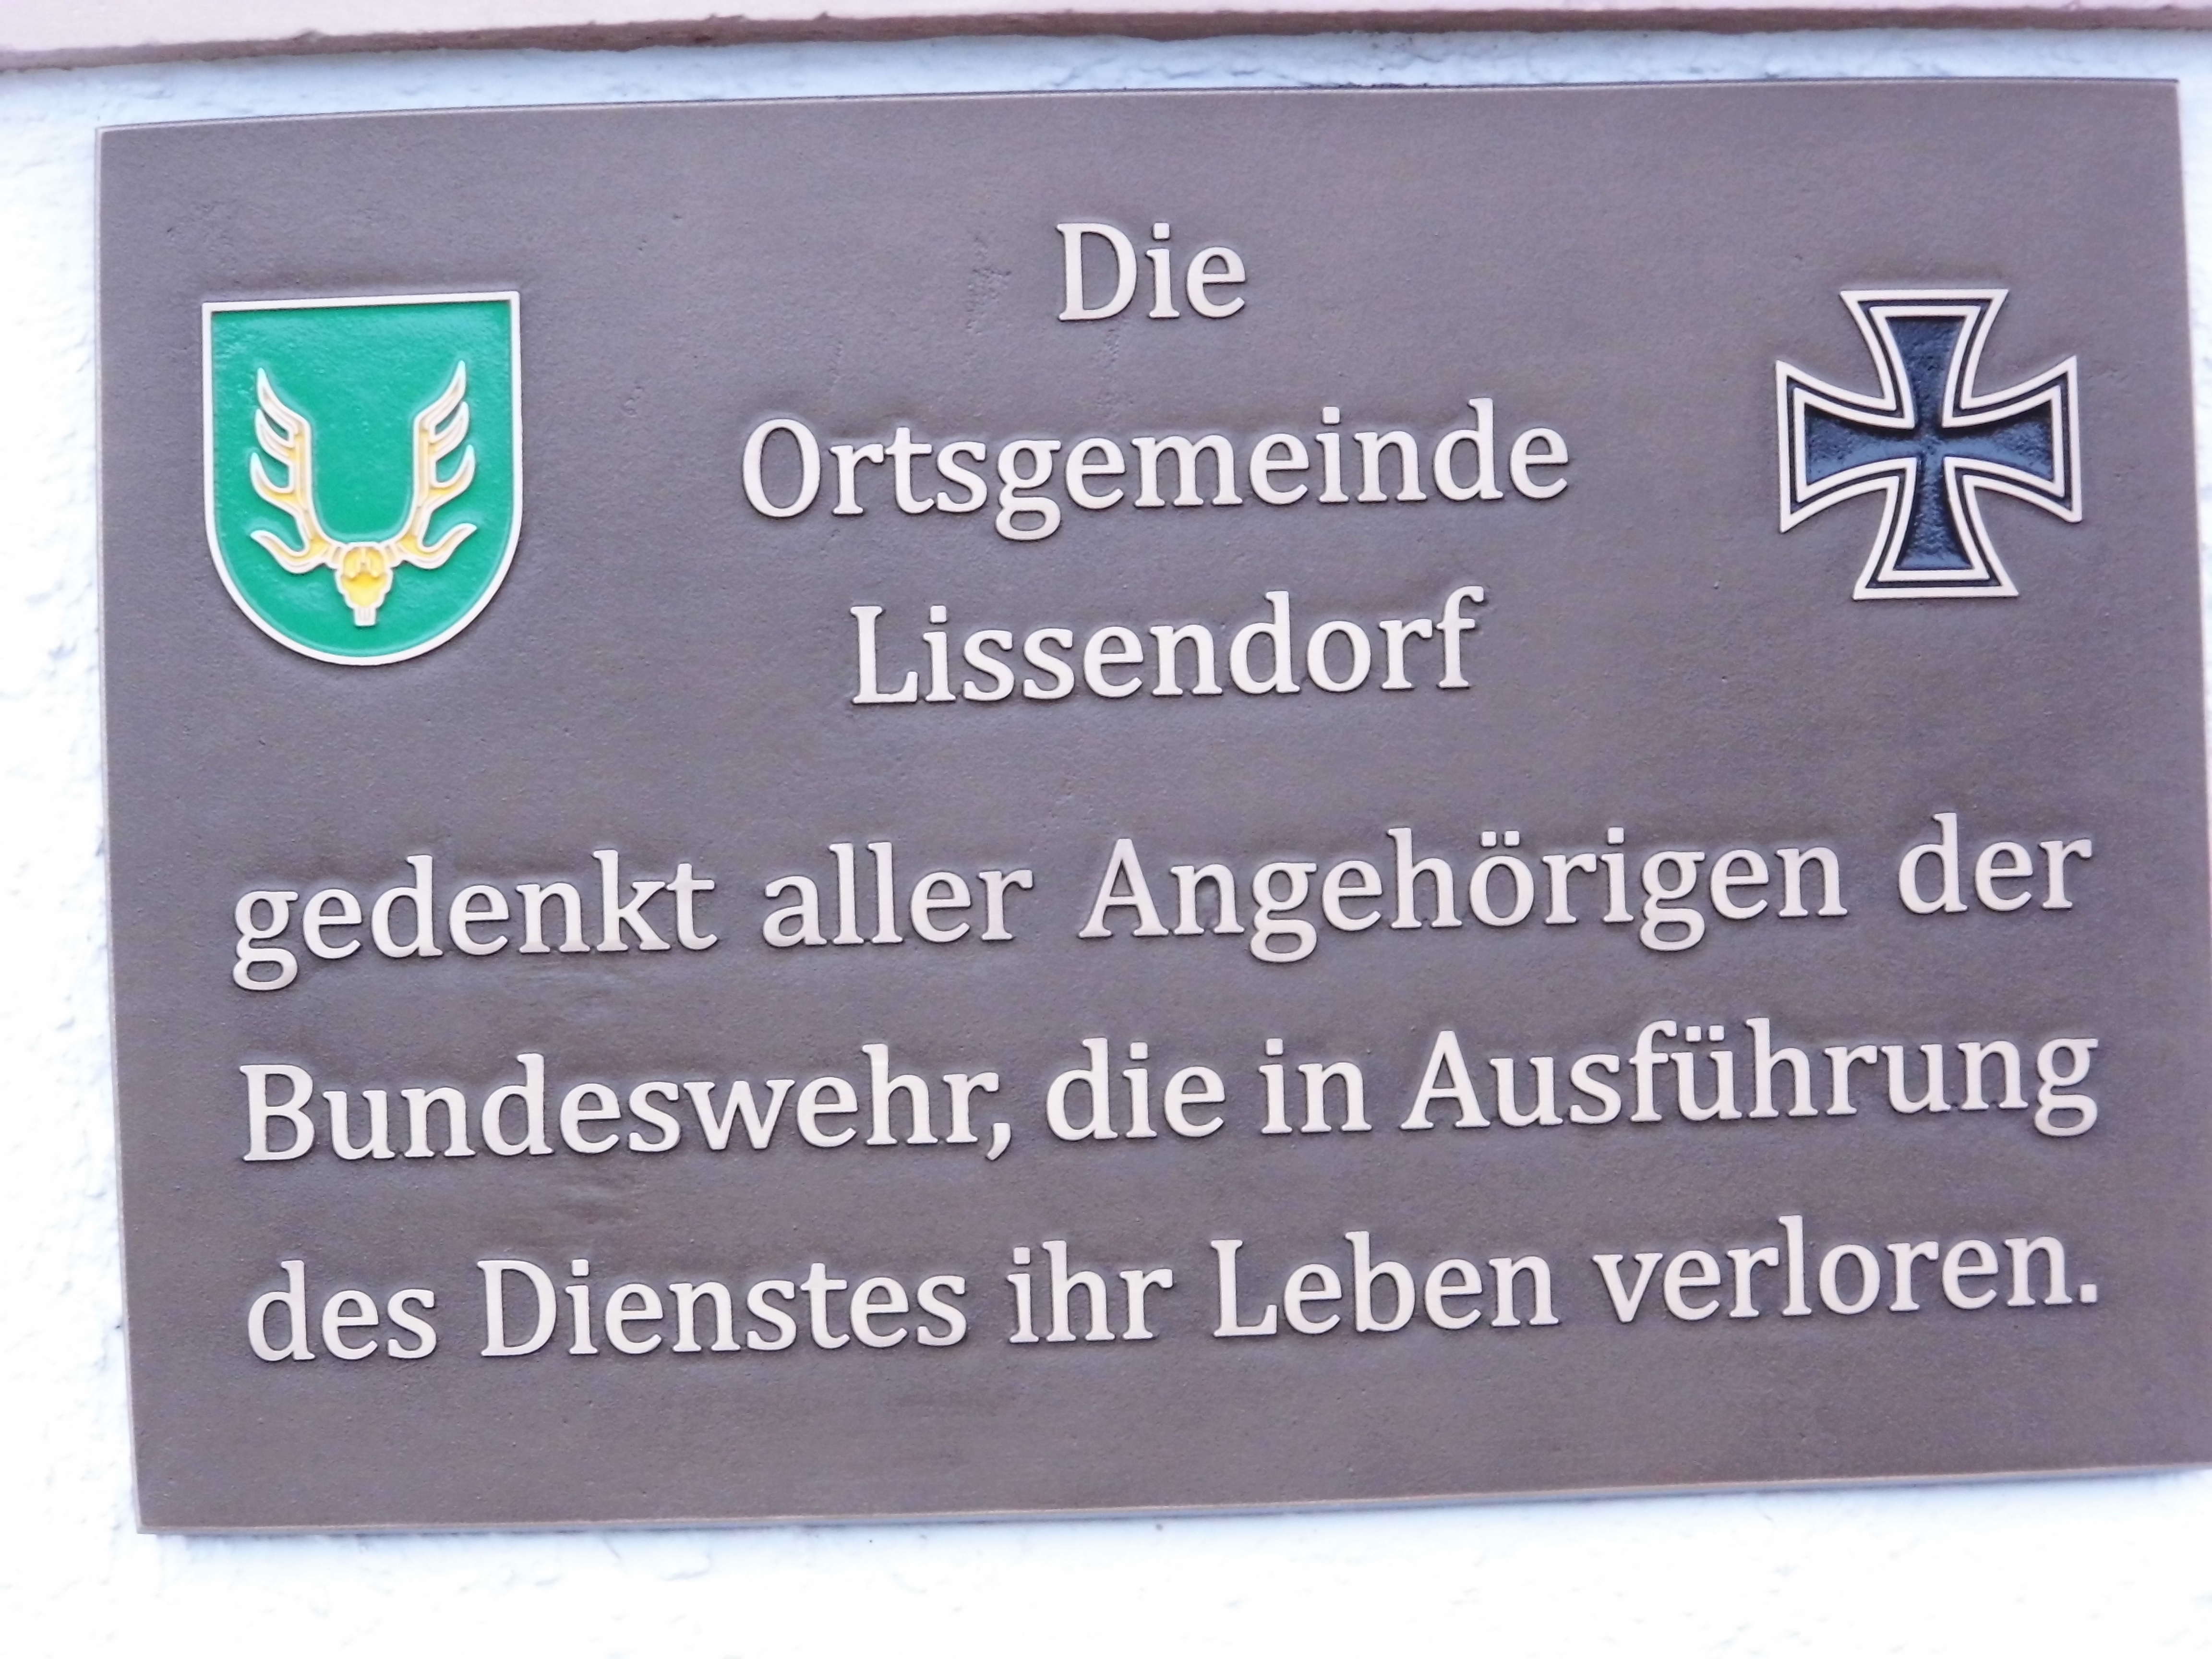 Die
Ortsgemeinde
Lissendorf
gedenkt aller Angehörigen der
Bundeswehr, die in Ausführung
des Dienstes ihr Leben verloren.